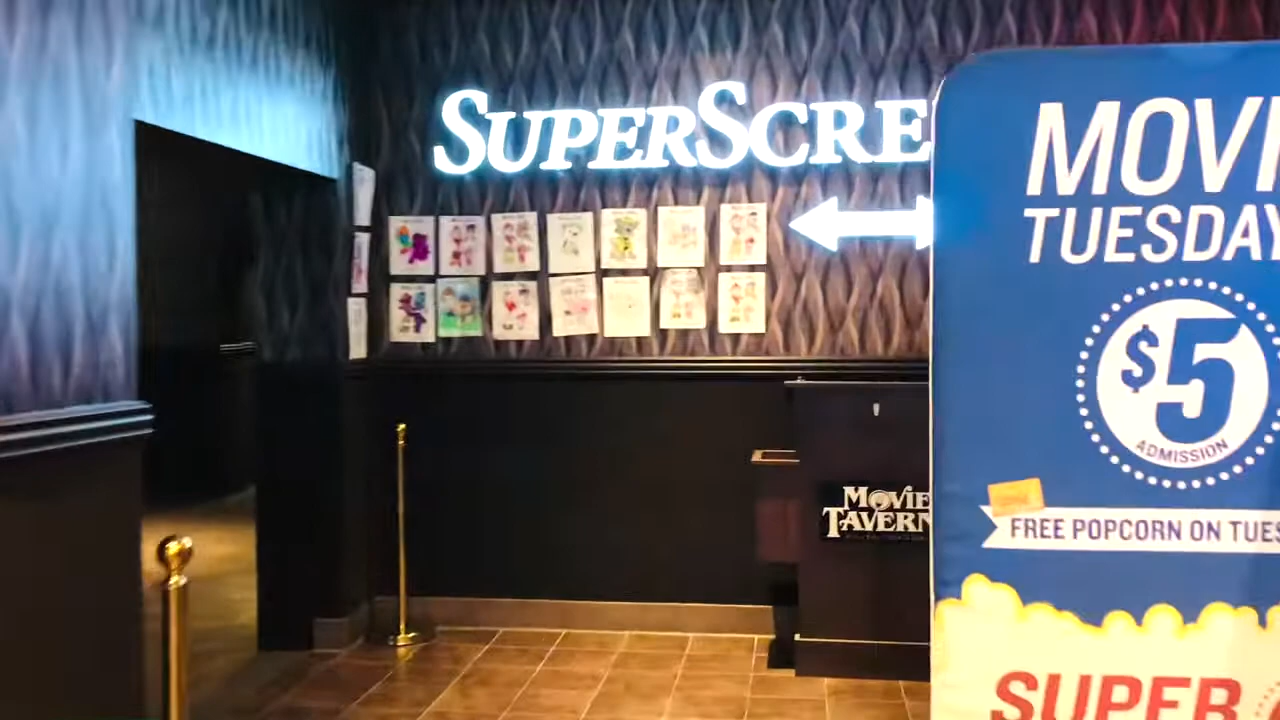 SUPERSCRE
MOVI
TUESDAY
$5
ADMISSION
FREE POPCORN ON TUES
MOVIE
TAVERN
SUPER